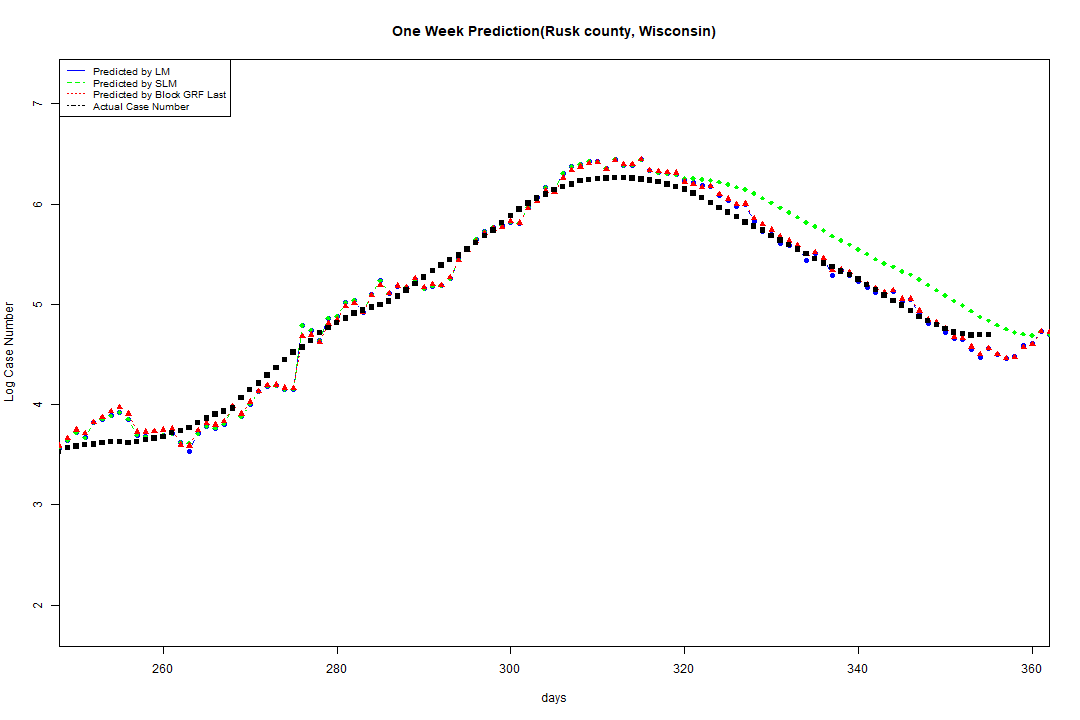 One Week Prediction(Rusk county, Wisconsin)
Predicted by LM
Predicted by SLM
Predicted by Block GRF Last
Actual Case Number
7
6
5
4
3
2
Log Case Number
260 280 300 320 340 360
days